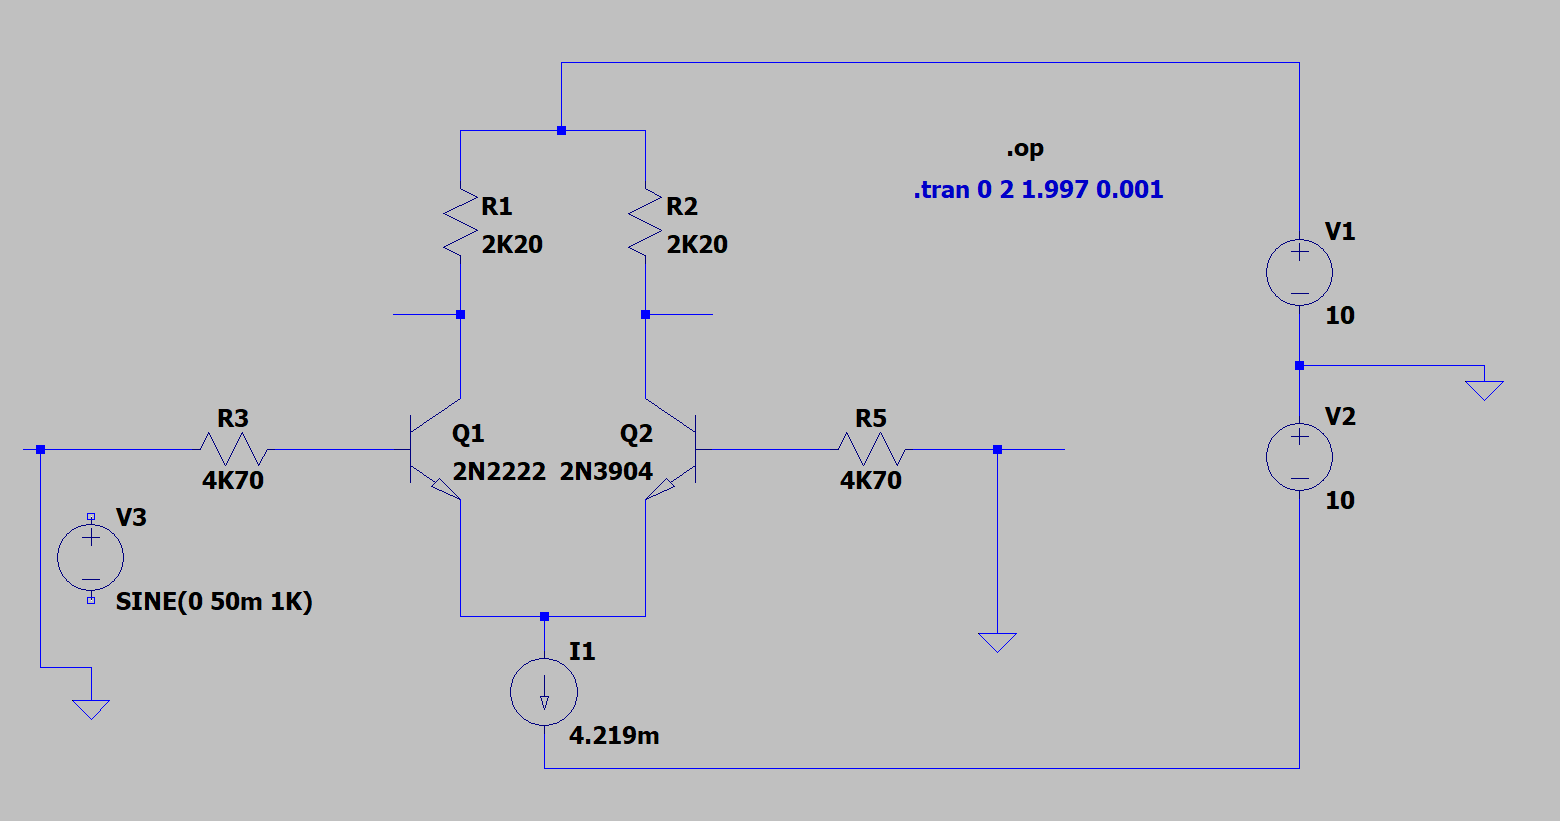 .op
.tran 0 2 1.997 0.001
R1
2K20
R2
2K20
V1
10
R3
4K70
Q1
2N2222
Q2
2N3904
R5
4K70
V2
10
V3
SINE(0 50m 1K)
I1
4.219m